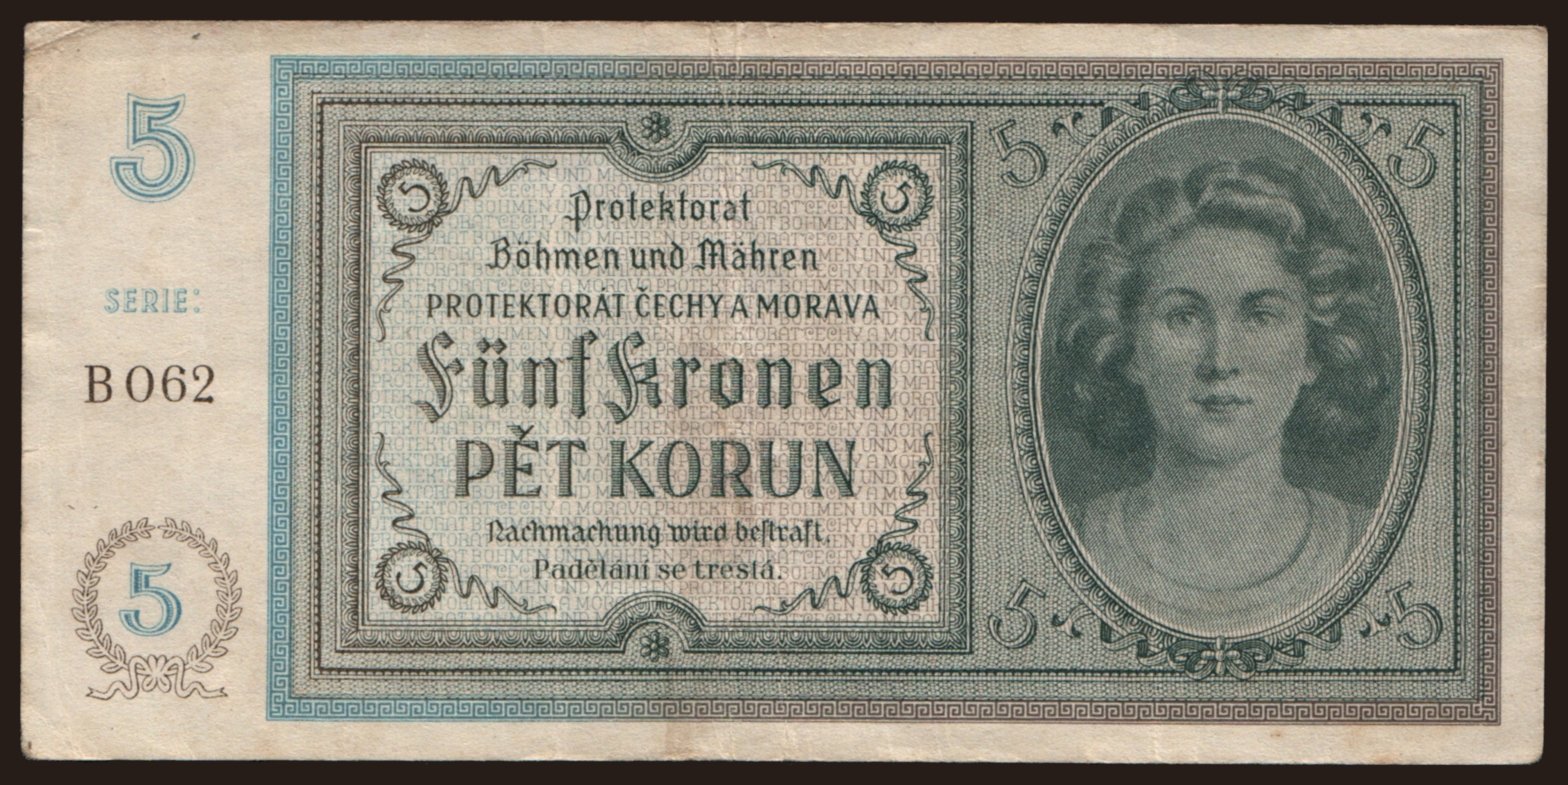 5
SERIE:
B 062
5
5 5
Protektorat
Böhmen und Mähren
PROTEKTORÁT ČECHY A MORAVA
Fünf Kronen
PĚT KORUN
Nachmachung wird bestraft.
Padělání se trestá.
5 5
5 5
5 5